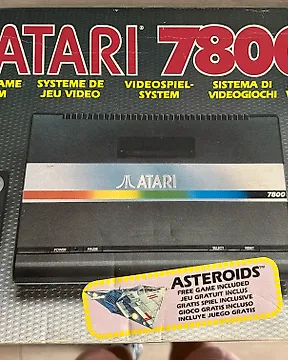 ATARI® 7800
GAME SYSTEME DE VIDEOSPIEL- SISTEMA DI
JEU VIDEO SYSTEM VIDEOGIOCHI
ATARI
7800
POWER PAUSE SELECT RESET
ASTEROIDS™
FREE GAME INCLUDED
JEU GRATUIT INCLUS
GRATIS SPIEL INCLUSIVE
GIOCO GRATIS INCLUSO
INCLUYE JUEGO GRATIS